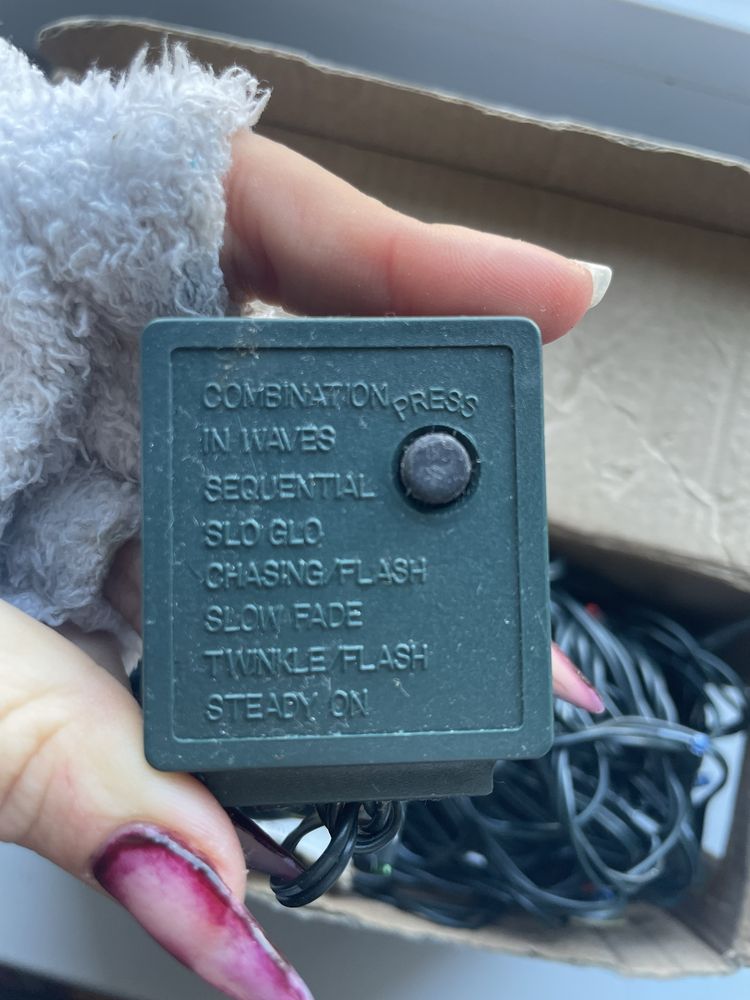 COMBINATION
PRESS
IN WAVES
SEQUENTIAL
SLO GLO
CHASING/FLASH
SLOW FADE
TWINKLE/FLASH
STEADY ON